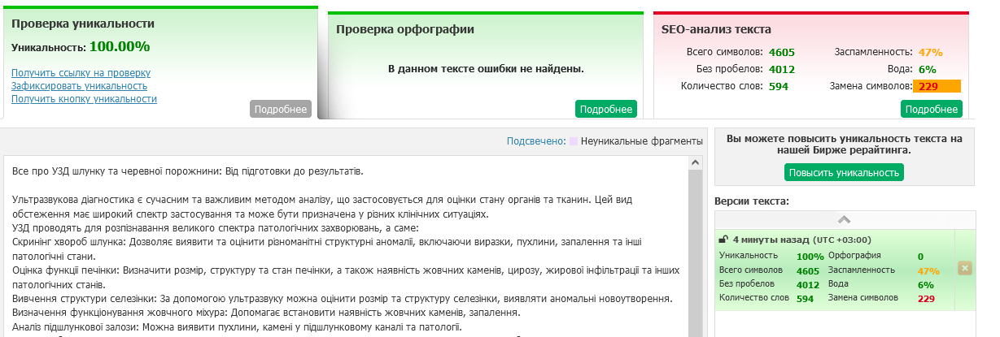 Проверка уникальности
Уникальность: 100.00%
Получить ссылку на проверку
Зафиксировать уникальность
Получить кнопку уникальности
Подробнее
Проверка орфографии
В данном тексте ошибки не найдены.
Подробнее
SEO-анализ текста
Всего символов: 4605 Заспамленность: 47%
Без пробелов: 4012 Вода: 6%
Количество слов: 594 Замена символов: 229
Подробнее
Подсвечено: Неуникальные фрагменты
Все про УЗД шлунку та черевної порожнини: Від підготовки до результатів.
Ультразвукова діагностика є сучасним та важливим методом аналізу, що застосовується для оцінки стану органів та тканин. Цей вид
обстеження має широкий спектр застосування та може бути призначена у різних клінічних ситуаціях.
УЗД проводять для розпізнавання великого спектра патологічних захворювань, а саме:
Скринінг хвороб шлунка: Дозволяє виявити та оцінити різноманітні структурні аномалії, включаючи виразки, пухлини, запалення та інші
патологічні стани.
Оцінка функції печінки: Визначити розмір, структуру та стан печінки, а також наявність жовчних каменів, цирозу, жирової інфільтрації та інших
патологічних станів.
Вивчення структури селезінки: За допомогою ультразвуку можна оцінити розмір та структуру селезінки, виявляти аномальні новоутворення.
Визначення функціонування жовчного міхура: Допомагає встановити наявність жовчних каменів, запалення.
Аналіз підшлункової залози: Можна виявити пухлини, камені у підшлунковому каналі та патології.
Вы можете повысить уникальность текста на
нашей Бирже рерайтинга.
Повысить уникальность
Версии текста:
4 минуты назад (UTC +03:00)
Уникальность 100% Орфография 0
Всего символов 4605 Заспамленность 47%
Без пробелов 4012 Вода 6%
Количество слов 594 Замена символов 229